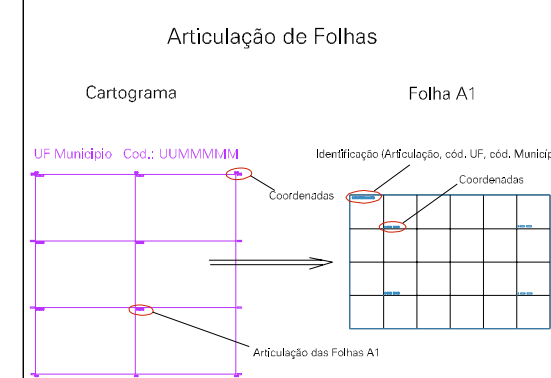 Articulação de Folhas
Cartograma
Folha A1
UF Municipio Cod.: UUMMMMM
Identificação (Articulação, cód. UF, cód. Municíp
Coordenadas
Coordenadas
Articulação das Folhas A1